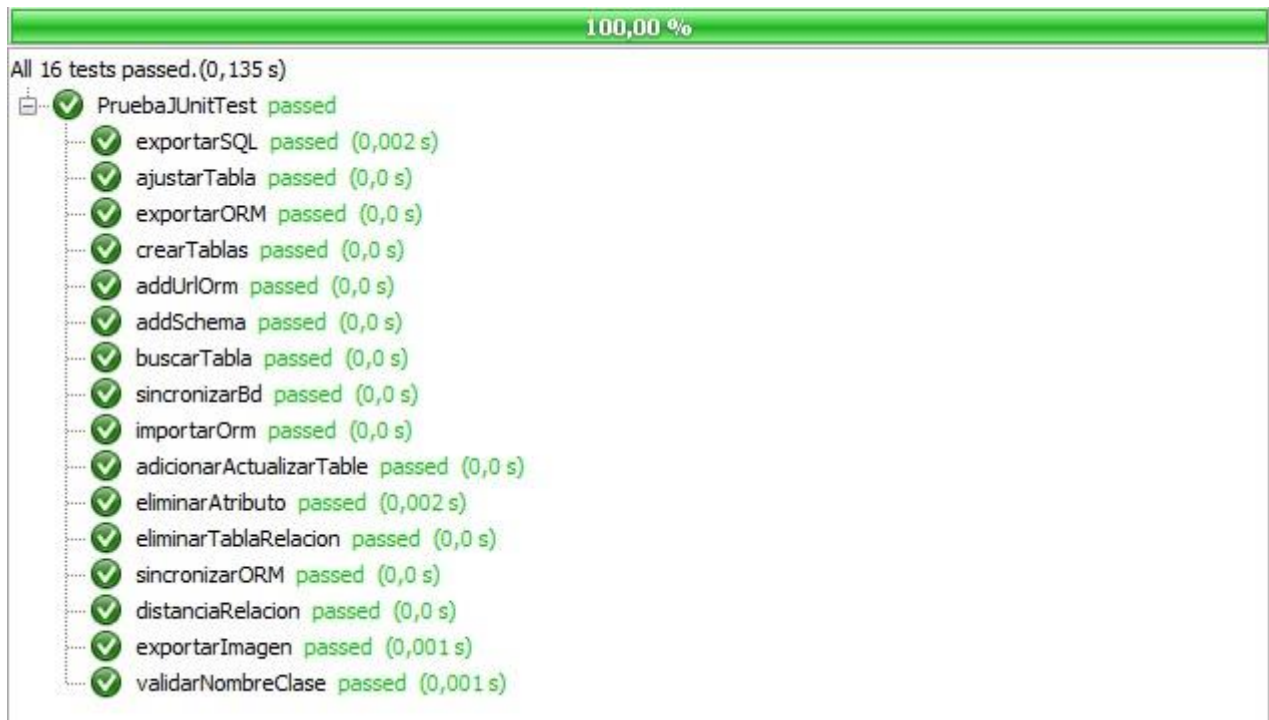 100,00 %
All 16 tests passed.(0,135 s)
PruebaJUnitTest passed
exportarSQL passed (0,002 s)
ajustarTabla passed (0,0 s)
exportarORM passed (0,0 s)
crearTablas passed (0,0 s)
addUrlOrm passed (0,0 s)
addSchema passed (0,0 s)
buscarTabla passed (0,0 s)
sincronizarBd passed (0,0 s)
importarOrm passed (0,0 s)
adicionarActualizarTable passed (0,0 s)
eliminarAtributo passed (0,002 s)
eliminarTablaRelacion passed (0,0 s)
sincronizarORM passed (0,0 s)
distanciaRelacion passed (0,0 s)
exportarImagen passed (0,001 s)
validarNombreClase passed (0,001 s)